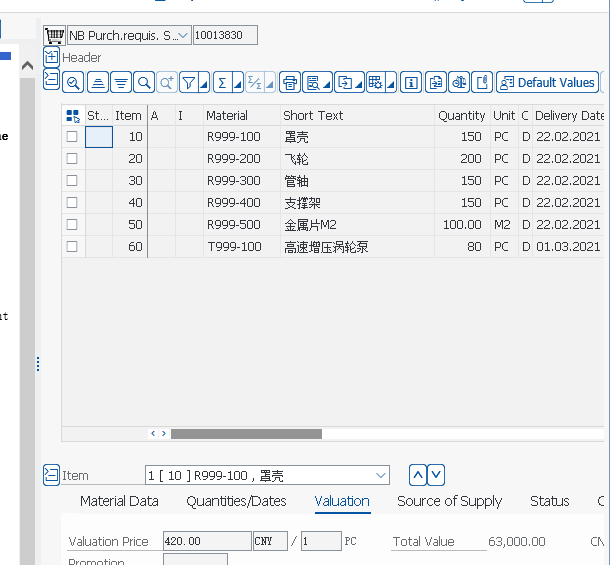 NB Purch.requis. S... 10013830
Header
Default Values
St... Item A I Material Short Text Quantity Unit C Delivery Date
10 R999-100 罩壳 150 PC D 22.02.2021
20 R999-200 飞轮 200 PC D 22.02.2021
30 R999-300 管轴 150 PC D 22.02.2021
40 R999-400 支撑架 150 PC D 22.02.2021
50 R999-500 金属片M2 100.00 M2 D 22.02.2021
60 T999-100 高速增压涡轮泵 80 PC D 01.03.2021
Item 1 [ 10 ] R999-100 , 罩壳
Material Data Quantities/Dates Valuation Source of Supply Status
Valuation Price 420.00 CNY / 1 PC Total Value 63,000.00
Promotion